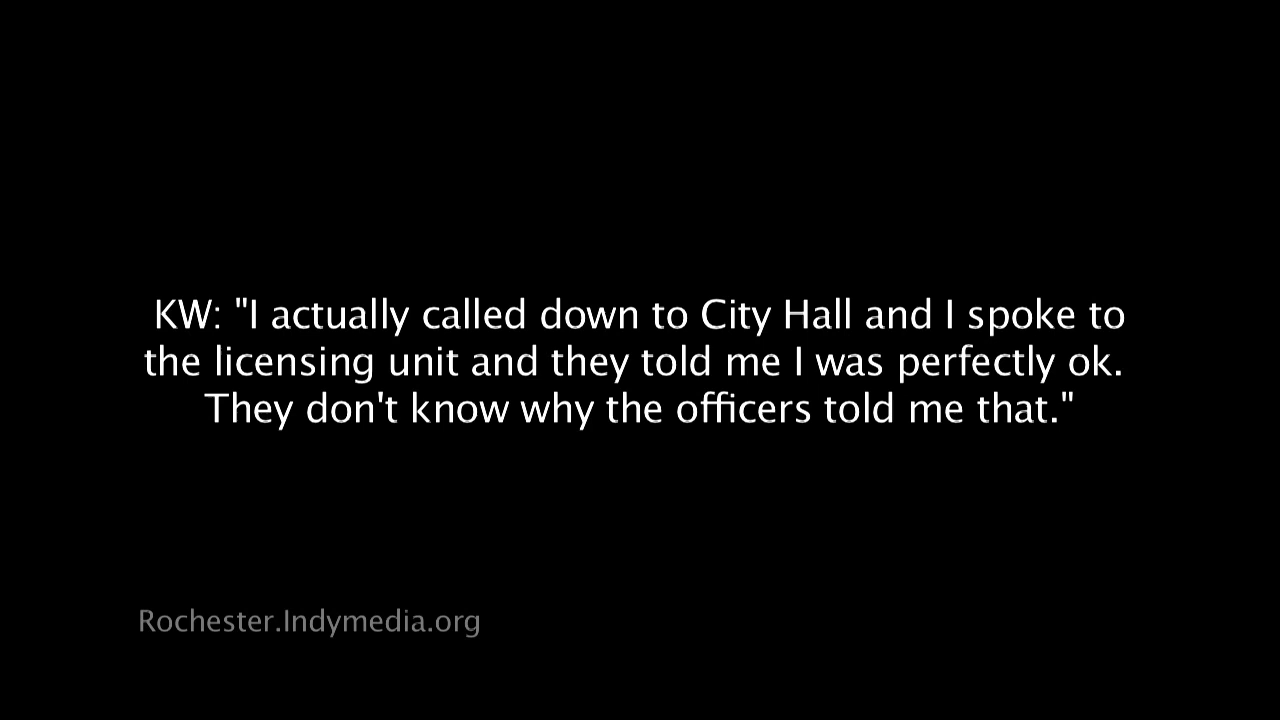 KW: "I actually called down to City Hall and I spoke to
the licensing unit and they told me I was perfectly ok.
They don't know why the officers told me that."
Rochester.Indymedia.org